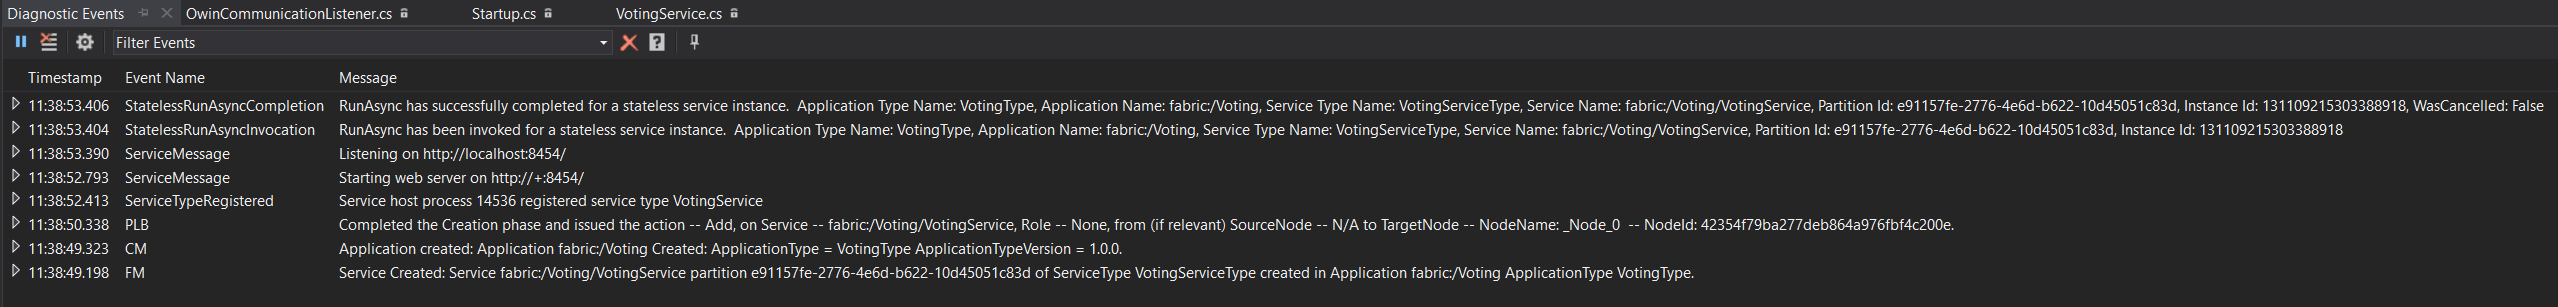 Diagnostic Events OwinCommunicationListener.cs Startup.cs VotingService.cs
Filter Events
Timestamp Event Name Message
11:38:53.406 StatelessRunAsyncCompletion RunAsync has successfully completed for a stateless service instance.  Application Type Name: VotingType, Application Name: fabric:/Voting, Service Type Name: VotingServiceType, Service Name: fabric:/Voting/VotingService, Partition Id: e91157fe-2776-4e6d-b622-10d45051c83d, Instance Id: 131109215303388918, WasCancelled: False
11:38:53.404 StatelessRunAsyncInvocation RunAsync has been invoked for a stateless service instance.  Application Type Name: VotingType, Application Name: fabric:/Voting, Service Type Name: VotingServiceType, Service Name: fabric:/Voting/VotingService, Partition Id: e91157fe-2776-4e6d-b622-10d45051c83d, Instance Id: 131109215303388918
11:38:53.390 ServiceMessage Listening on http://localhost:8454/
11:38:52.793 ServiceMessage Starting web server on http://+:8454/
11:38:52.413 ServiceTypeRegistered Service host process 14536 registered service type VotingService
11:38:50.338 PLB Completed the Creation phase and issued the action -- Add, on Service -- fabric:/Voting/VotingService, Role -- None, from (if relevant) SourceNode -- N/A to TargetNode -- NodeName: _Node_0  -- NodeId: 42354f79ba277deb864a976fbf4c200e.
11:38:49.323 CM Application created: Application fabric:/Voting Created: ApplicationType = VotingType ApplicationTypeVersion = 1.0.0.
11:38:49.198 FM Service Created: Service fabric:/Voting/VotingService partition e91157fe-2776-4e6d-b622-10d45051c83d of ServiceType VotingServiceType created in Application fabric:/Voting ApplicationType VotingType.